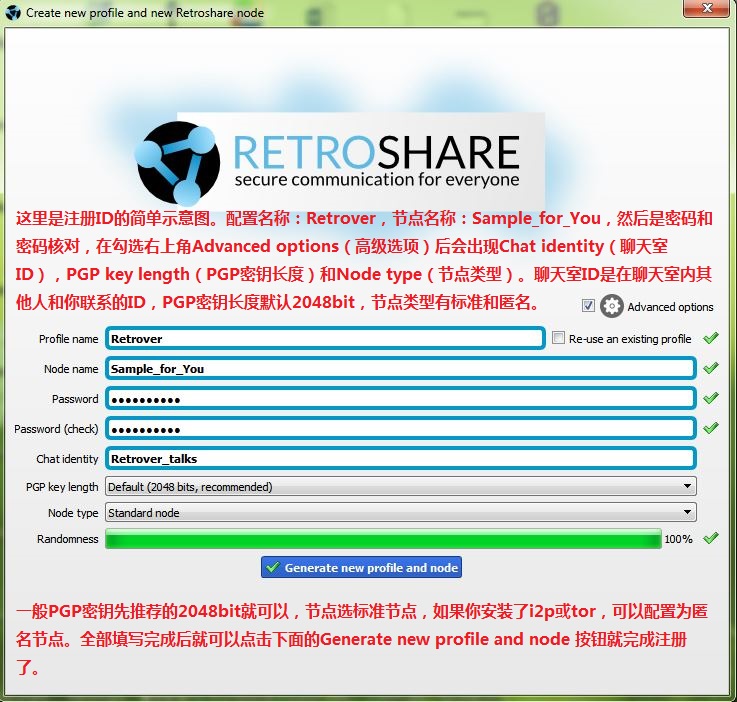 Create new profile and new Retroshare node
RETROSHARE
secure communication for everyone
这里是注册ID的简单示意图。配置名称：Retrover，节点名称：Sample_for_You，然后是密码和
密码核对，在勾选右上角Advanced options（高级选项）后会出现Chat identity（聊天室
ID），PGP key length（PGP密钥长度）和Node type（节点类型）。聊天室ID是在聊天室内其
他人和你联系的ID，PGP密钥长度默认2048bit，节点类型有标准和匿名。
Advanced options
Profile name Retrover Re-use an existing profile
Node name Sample_for_You
Password ●●●●●●●●●●
Password (check) ●●●●●●●●●●
Chat identity Retrover_talks
PGP key length Default (2048 bits, recommended)
Node type Standard node
Randomness 100%
Generate new profile and node
一般PGP密钥先推荐的2048bit就可以，节点选标准节点，如果你安装了i2p或tor，可以配置为匿
名节点。全部填写完成后就可以点击下面的Generate new profile and node 按钮就完成注册
了。